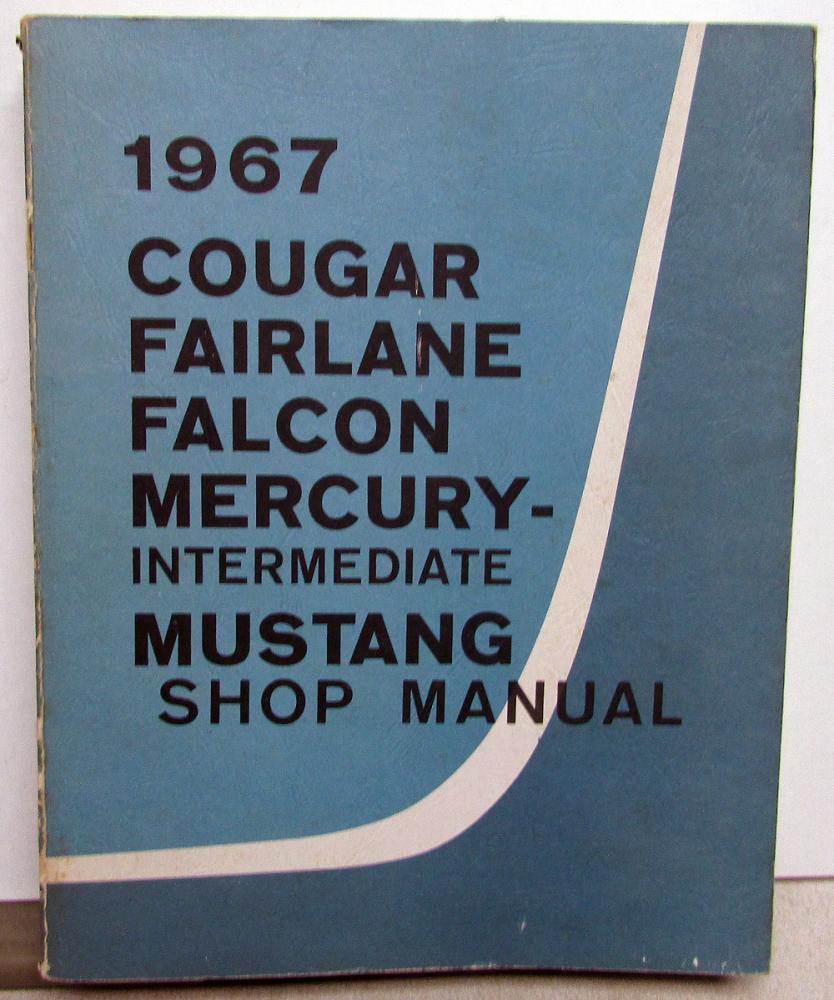 1967
COUGAR
FAIRLANE
FALCON
MERCURY-
INTERMEDIATE
MUSTANG
SHOP MANUAL